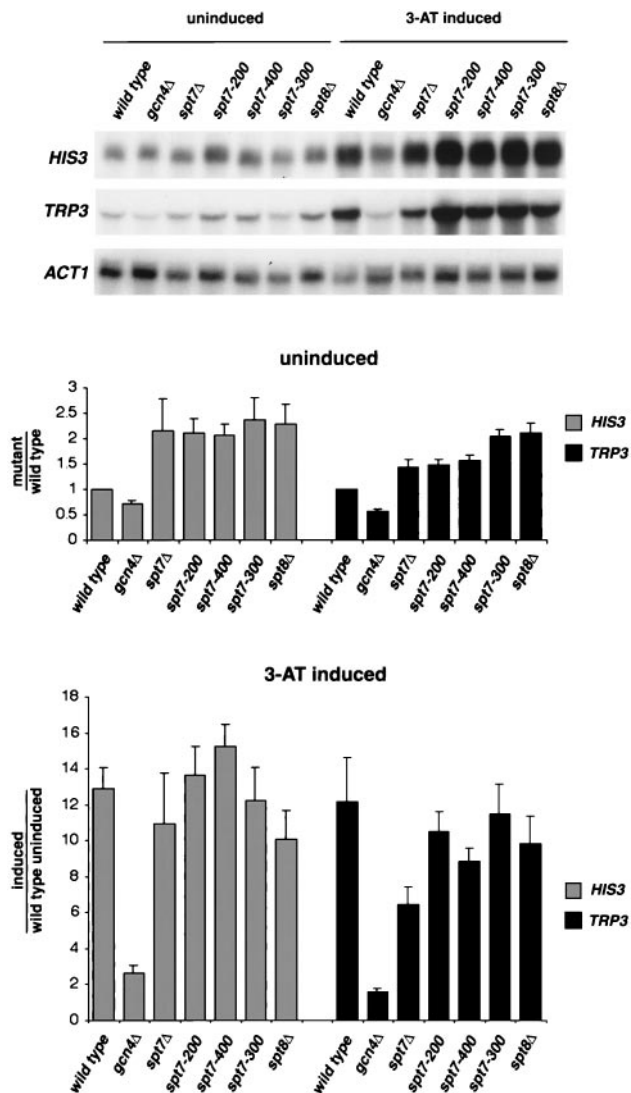 uninduced 3-AT induced
wild type gcn4Δ spt7Δ spt7-200 spt7-400 spt7-300 spt8Δ wild type gcn4Δ spt7Δ spt7-200 spt7-400 spt7-300 spt8Δ
HIS3
TRP3
ACT1
uninduced
mutant
wild type
3
2.5
2
1.5
1
0.5
0
HIS3
TRP3
wild type gcn4Δ spt7Δ spt7-200 spt7-400 spt7-300 spt8Δ wild type gcn4Δ spt7Δ spt7-200 spt7-400 spt7-300 spt8Δ
3-AT induced
induced
wild type uninduced
18
16
14
12
10
8
6
4
2
0
HIS3
TRP3
wild type gcn4Δ spt7Δ spt7-200 spt7-400 spt7-300 spt8Δ wild type gcn4Δ spt7Δ spt7-200 spt7-400 spt7-300 spt8Δ